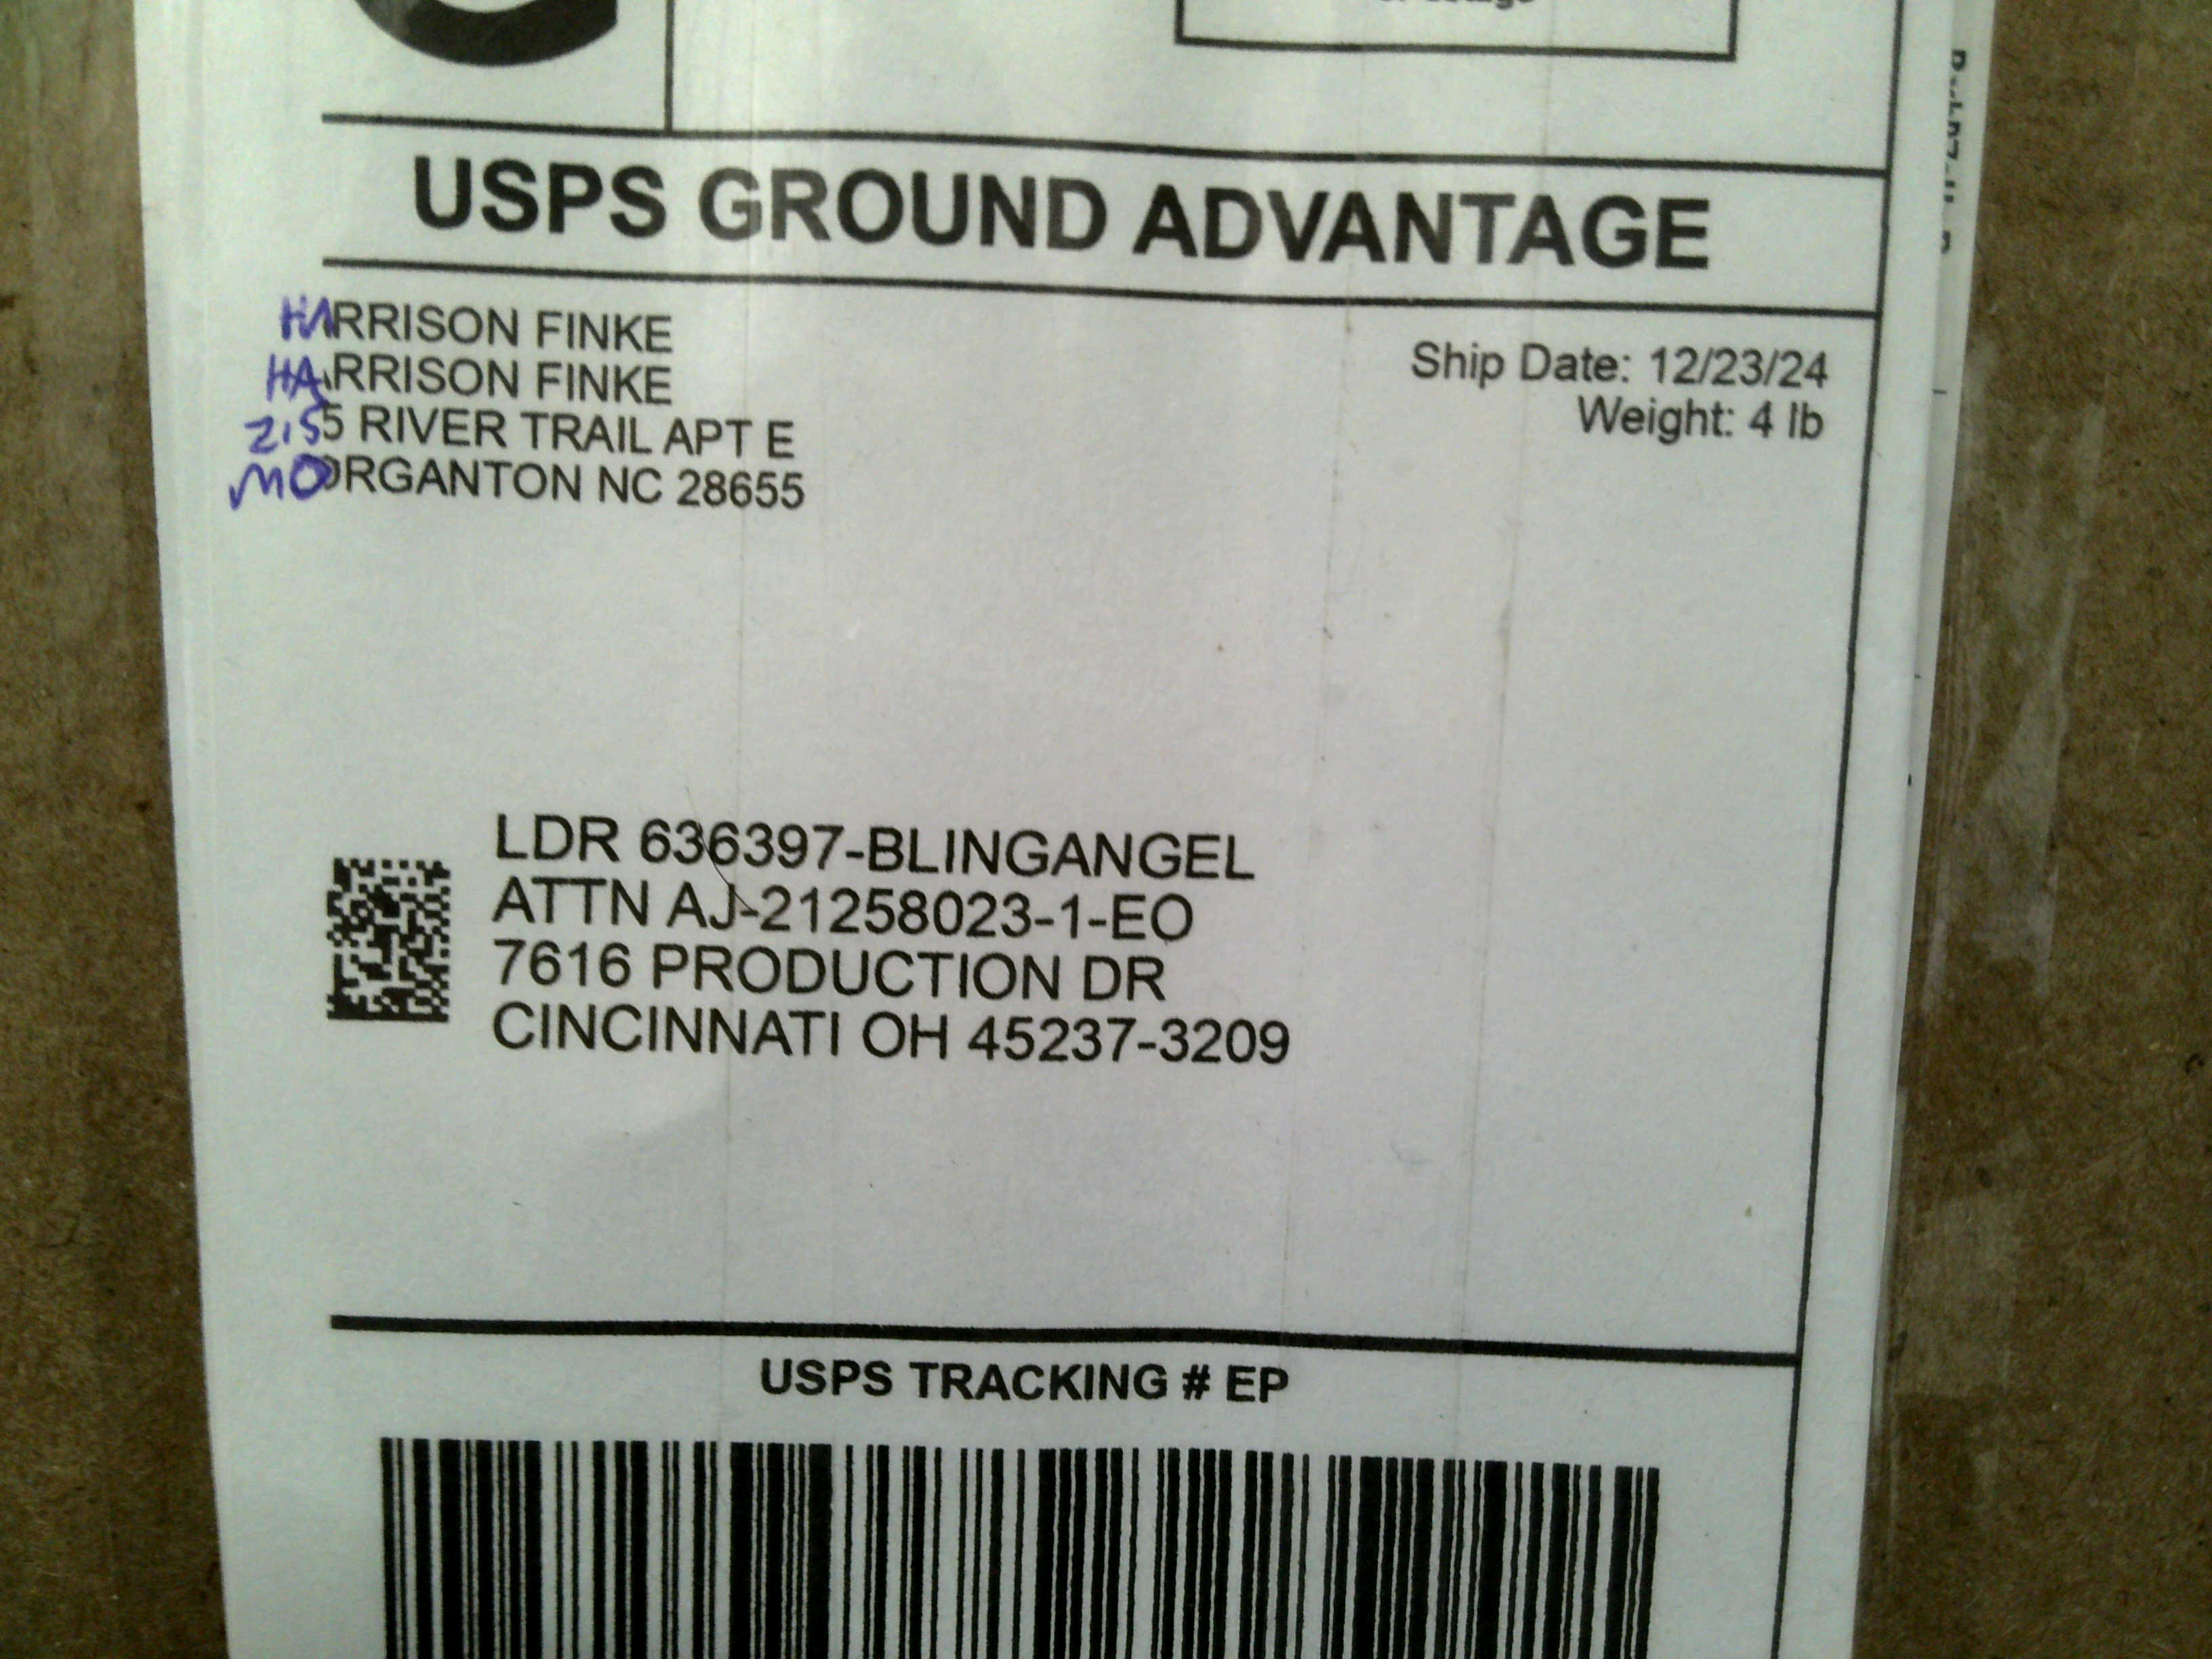 USPS GROUND ADVANTAGE
HARRISON FINKE
HARRISON FINKE
215 RIVER TRAIL APT E
MORGANTON NC 28655
Ship Date: 12/23/24
Weight: 4 lb
LDR 636397-BLINGANGEL
ATTN AJ-21258023-1-EO
7616 PRODUCTION DR
CINCINNATI OH 45237-3209
USPS TRACKING # EP